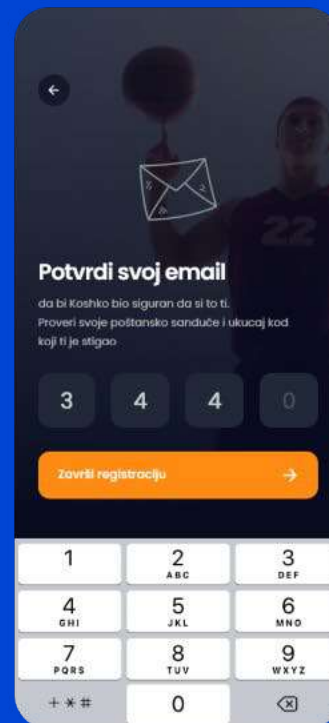 22
Potvrdi svoj email
da bi Koshko bio siguran da si to ti.
Proveri svoje poštansko sanduče i ukucaj kod
koji ti je stigao
3 4 4 0
Završi registraciju
1 2 3
ABC DEF
4 5 6
GHI JKL MNO
7 8 9
PQRS TUV WXYZ
+*# 0